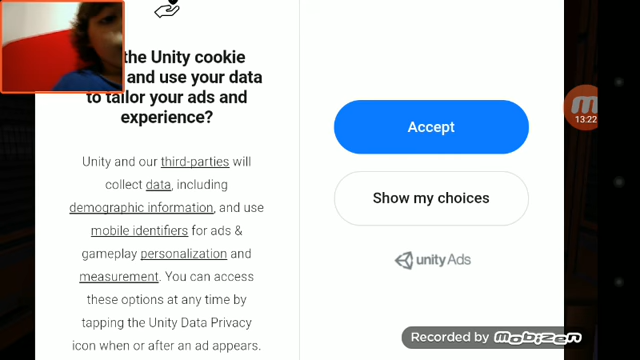 the Unity cookie
and use your data
to tailor your ads and
experience?
Unity and our third-parties will
collect data, including
demographic information, and use
mobile identifiers for ads &
gameplay personalization and
measurement. You can access
these options at any time by
tapping the Unity Data Privacy
icon when or after an ad appears.
Accept
Show my choices
unity Ads
13:22
Recorded by Mobizen